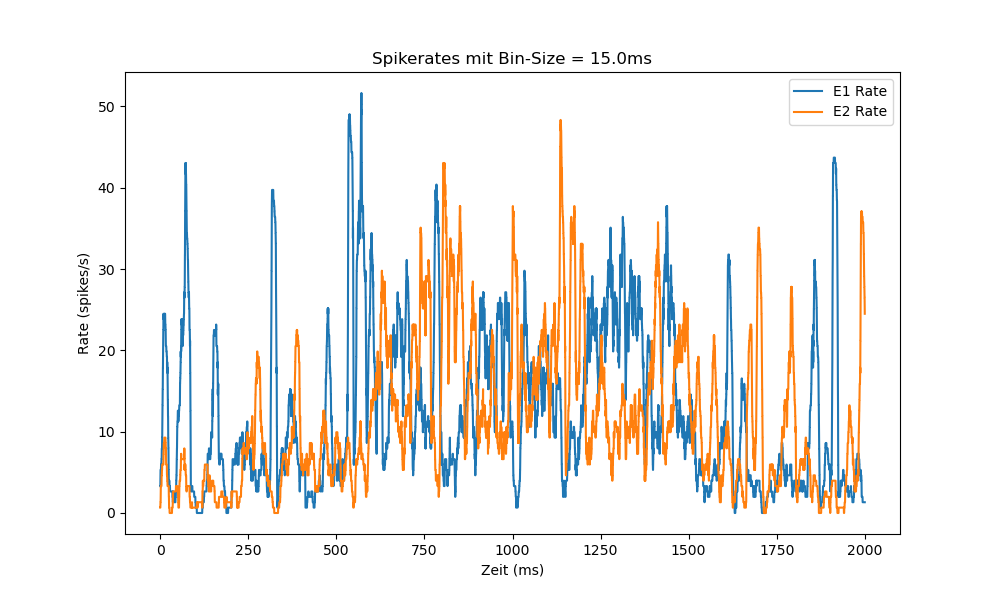 Spikerates mit Bin-Size = 15.0ms
E1 Rate
E2 Rate
50
40
30
20
10
0
Rate (spikes/s)
0 250 500 750 1000 1250 1500 1750 2000
Zeit (ms)